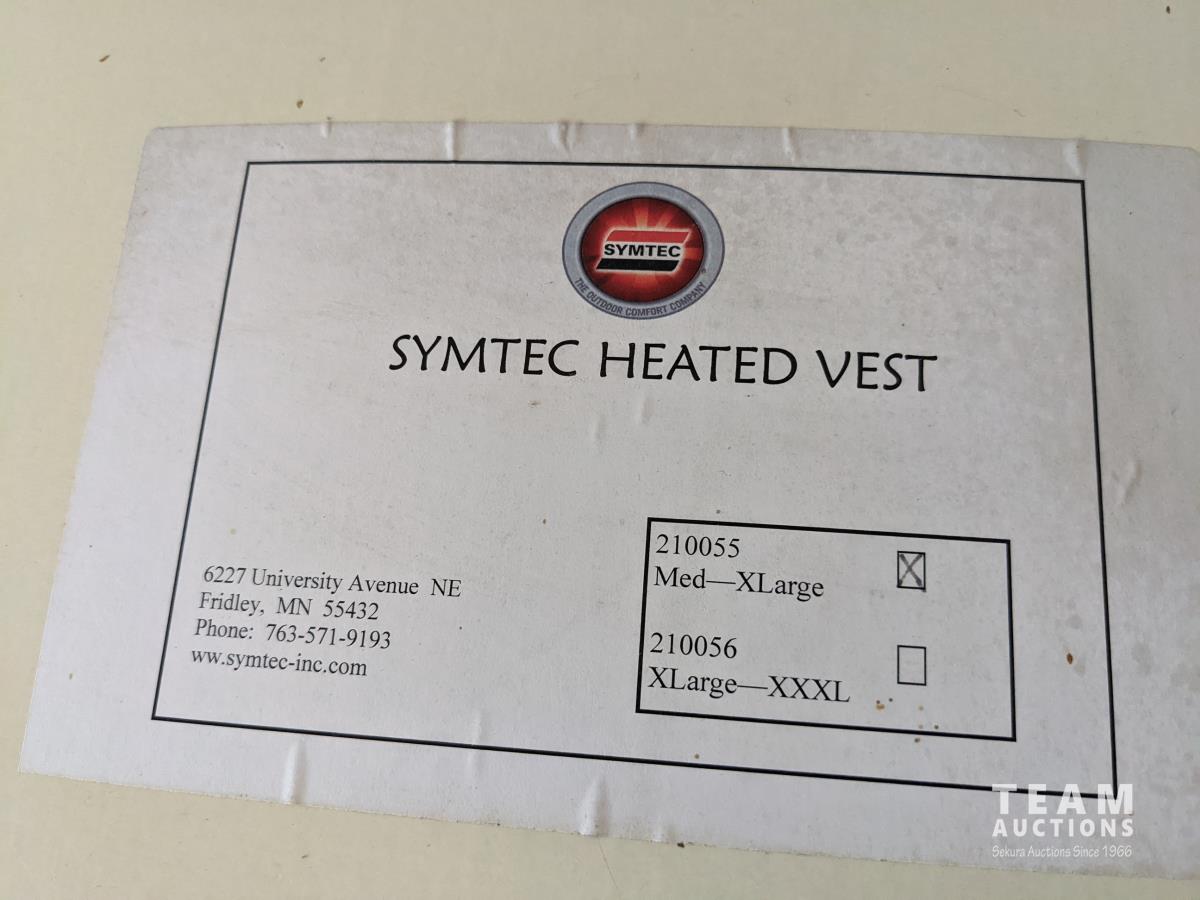 SYMTEC
THE OUTDOOR COMFORT COMPANY
SYMTEC HEATED VEST
6227 University Avenue NE
Fridley, MN 55432
Phone: 763-571-9193
ww.symtec-inc.com
210055
Med—XLarge
210056
XLarge—XXXL
TEAM
AUCTIONS
Sekura Auctions Since 1966